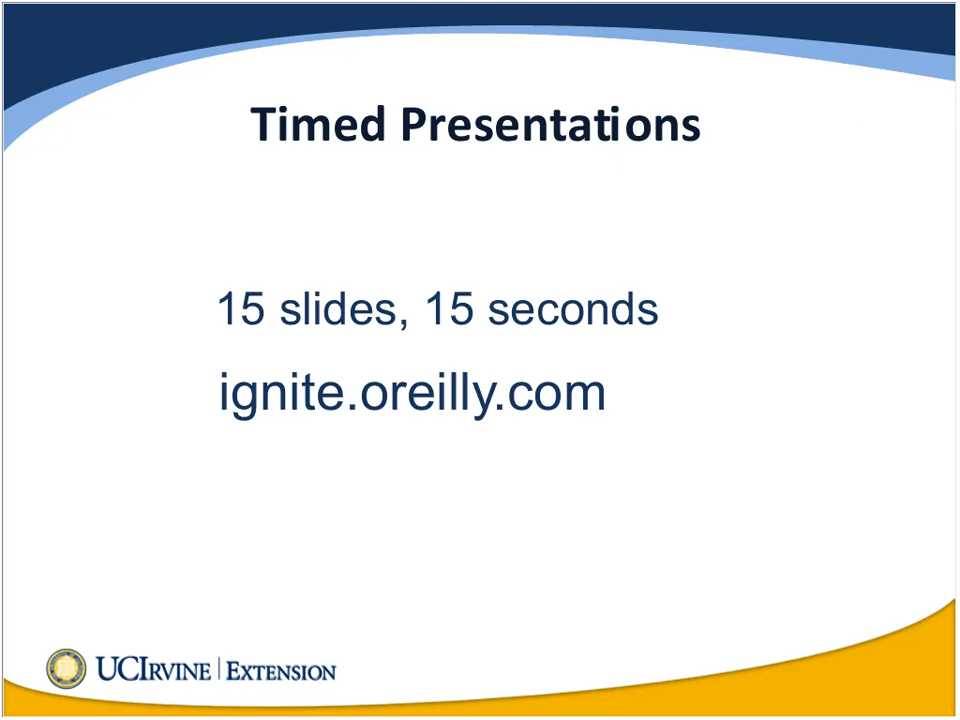 Timed Presentations
15 slides, 15 seconds
ignite.oreilly.com
UCIRVINE | EXTENSION